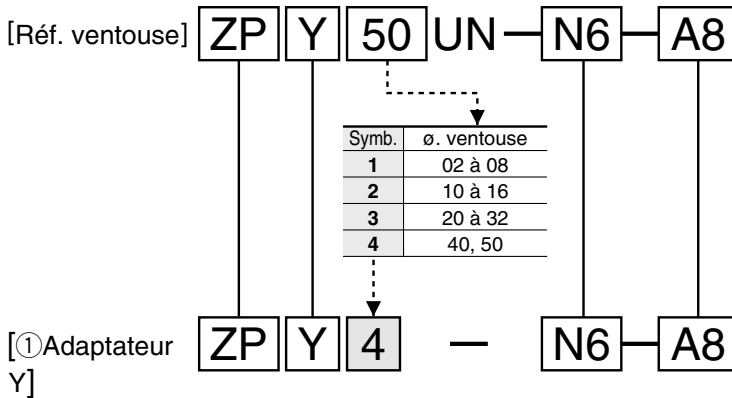 [Réf. ventouse] ZP Y 50 UN — N6 — A8
Symb. ø. ventouse
1 02 à 08
2 10 à 16
3 20 à 32
4 40, 50
[①Adaptateur Y] ZP Y 4 — N6 — A8